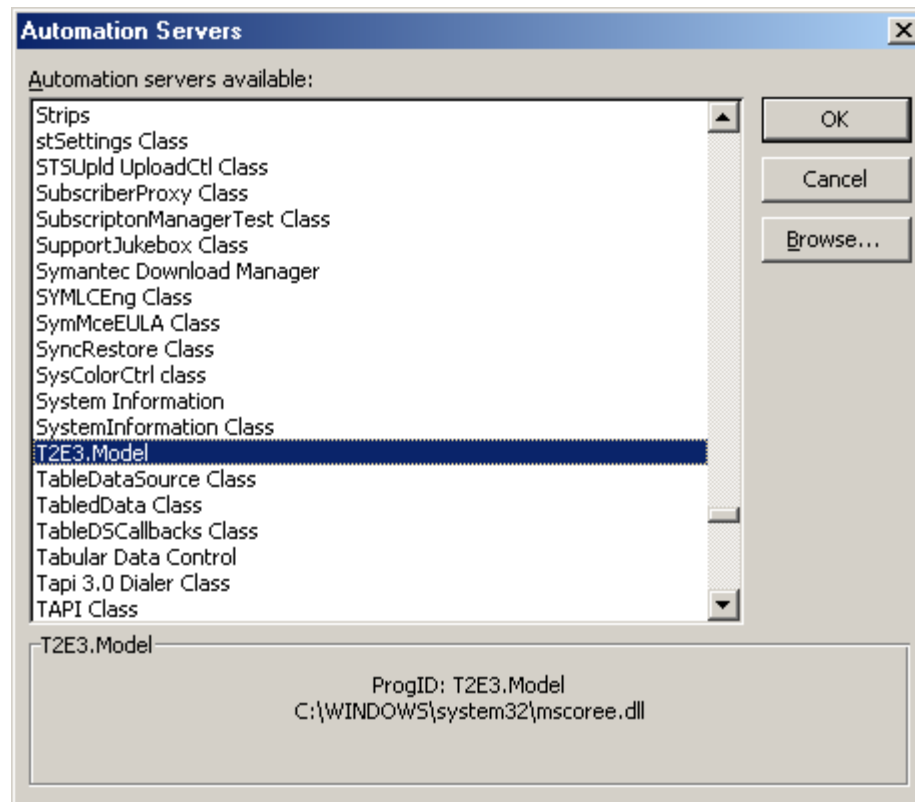 Automation Servers
Automation servers available:
Strips
stSettings Class
STSUpld UploadCtl Class
SubscriberProxy Class
SubscriptonManagerTest Class
SupportJukebox Class
Symantec Download Manager
SYMLCEng Class
SymMceEULA Class
SyncRestore Class
SysColorCtrl class
System Information
SystemInformation Class
T2E3.Model
TableDataSource Class
TabledData Class
TableDSCallbacks Class
Tabular Data Control
Tapi 3.0 Dialer Class
TAPI Class
OK
Cancel
Browse...
T2E3.Model
ProgID: T2E3.Model
C:\WINDOWS\system32\mscoree.dll